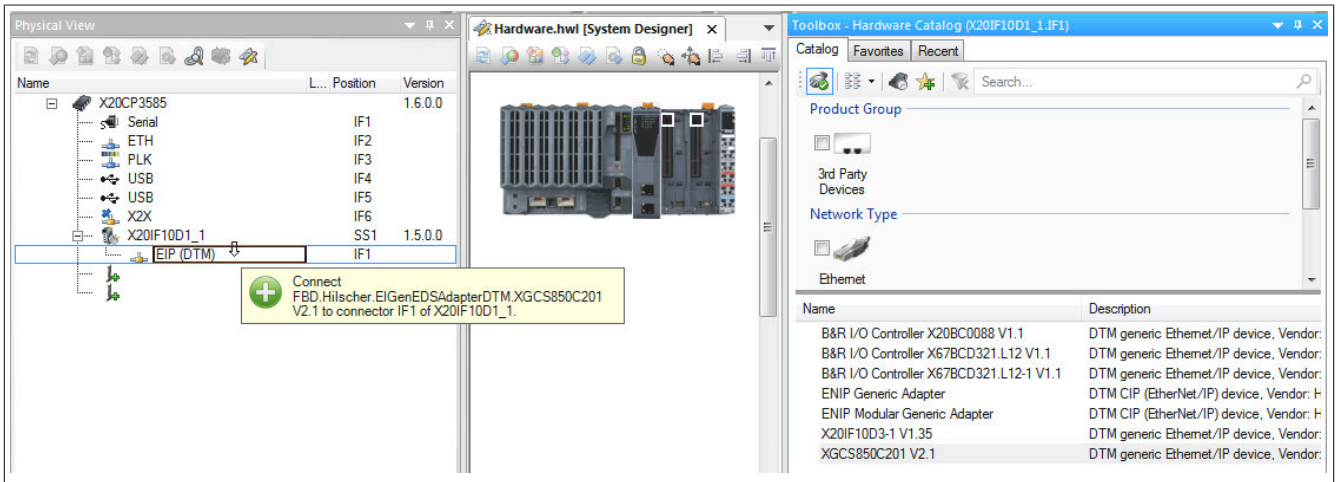 Physical View
Name L... Position Version
X20CP3585 1.6.0.0
Serial IF1
ETH IF2
PLK IF3
USB IF4
USB IF5
X2X IF6
X20IF10D1_1 SS1 1.5.0.0
EIP (DTM) IF1
Connect
FBD.Hilscher.EIGenEDSAdapterDTM.XGCS850C201
V2.1 to connector IF1 of X20IF10D1_1.
Hardware.hwl [System Designer]
Toolbox - Hardware Catalog (X20IF10D1_1.IF1)
Catalog Favorites Recent
Search...
Product Group
3rd Party
Devices
Network Type
Ethernet
Name Description
B&R I/O Controller X20BC0088 V1.1 DTM generic Ethernet/IP device, Vendor:
B&R I/O Controller X67BCD321.L12 V1.1 DTM generic Ethernet/IP device, Vendor:
B&R I/O Controller X67BCD321.L12-1 V1.1 DTM generic Ethernet/IP device, Vendor:
ENIP Generic Adapter DTM CIP (EtherNet/IP) device, Vendor: H
ENIP Modular Generic Adapter DTM CIP (EtherNet/IP) device, Vendor: H
X20IF10D3-1 V1.35 DTM generic Ethernet/IP device, Vendor:
XGCS850C201 V2.1 DTM generic Ethernet/IP device, Vendor: